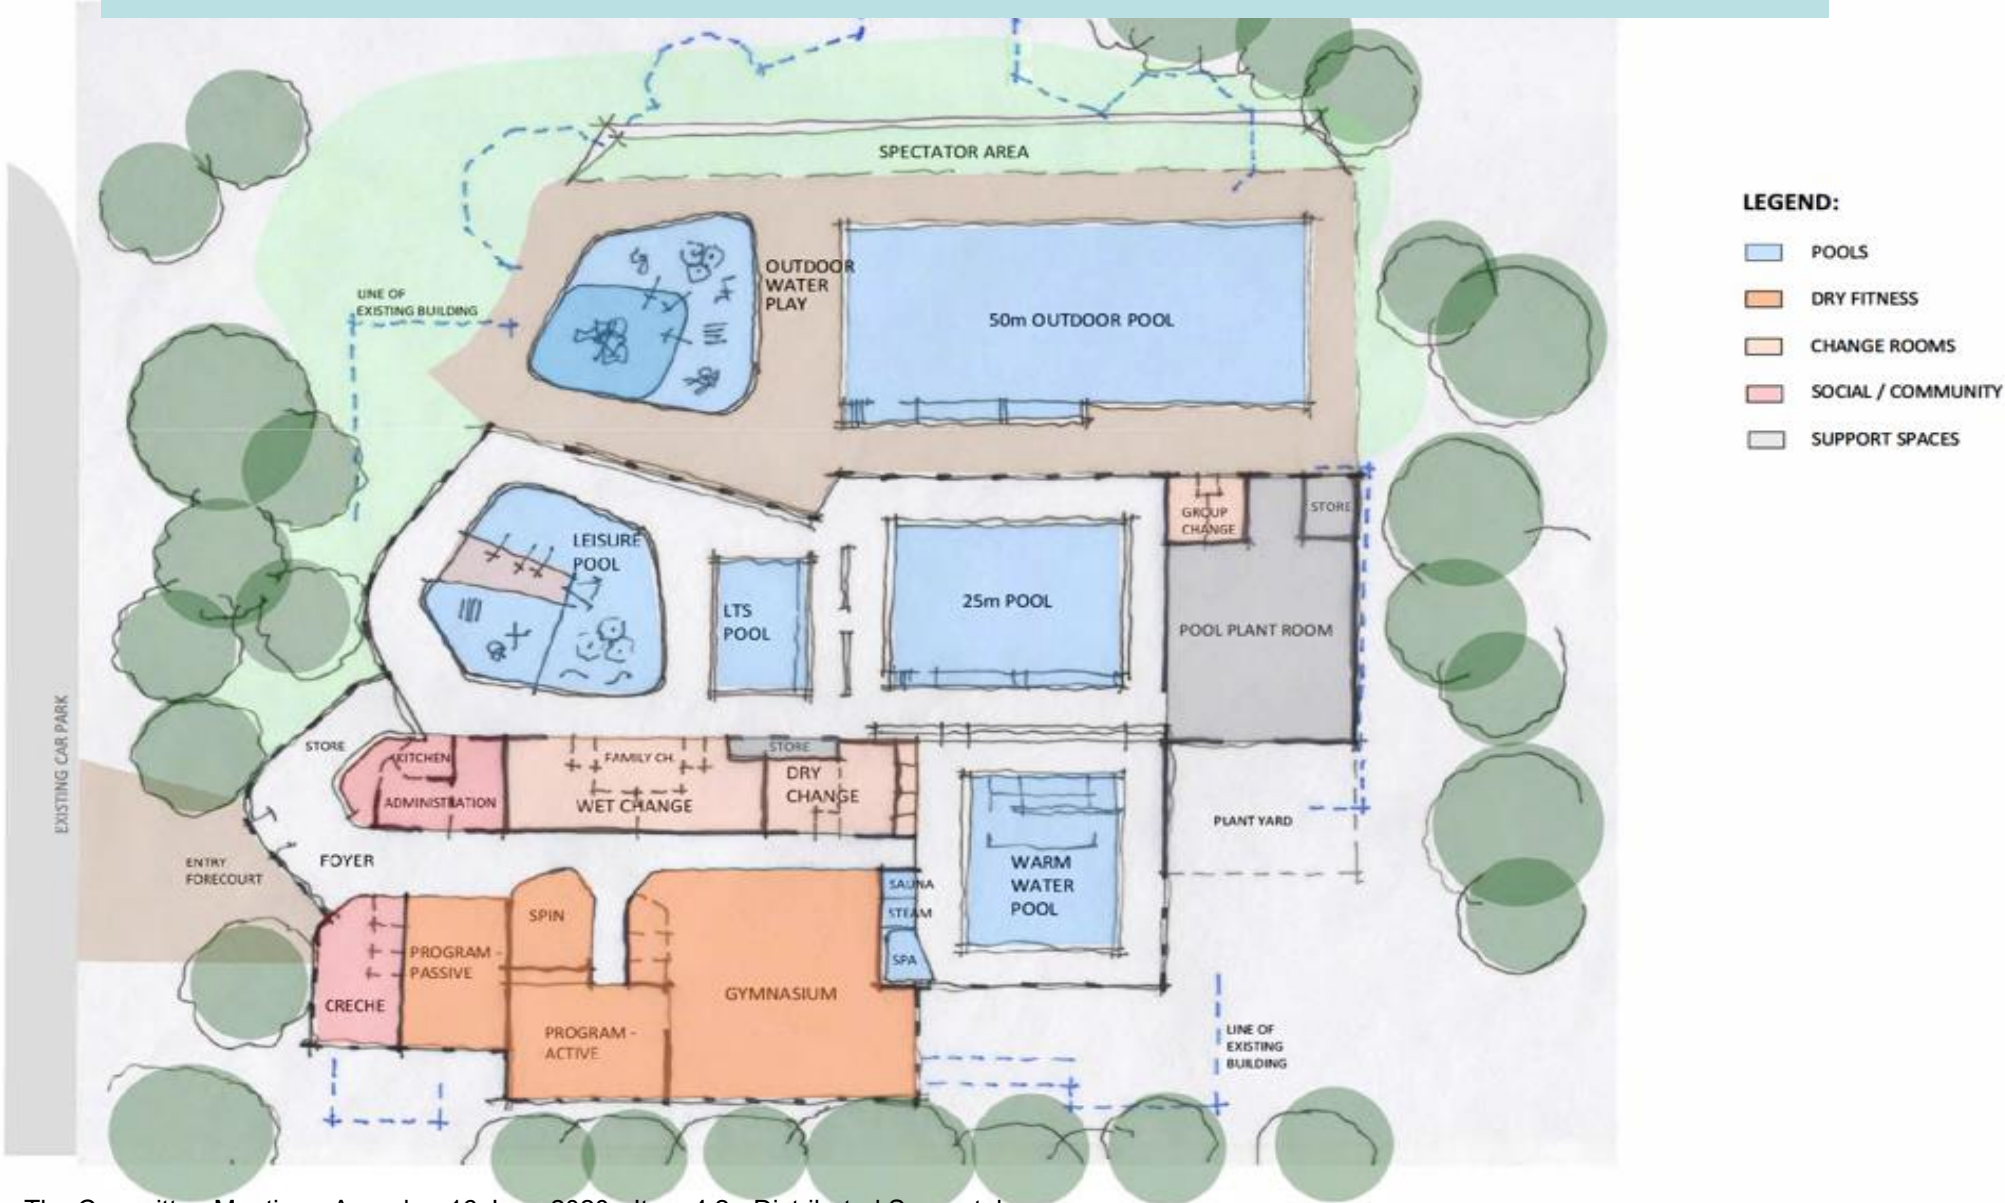 SPECTATOR AREA
OUTDOOR
WATER
PLAY
50m OUTDOOR POOL
LINE OF
EXISTING BUILDING
LEGEND:
POOLS
DRY FITNESS
CHANGE ROOMS
SOCIAL / COMMUNITY
SUPPORT SPACES
LEISURE
POOL
LTS
POOL
25m POOL
GROUP
CHANGE
STORE
POOL PLANT ROOM
EXISTING CAR PARK
STORE
KITCHEN
ADMINISTRATION
FAMILY CH.
WET CHANGE
STORE
DRY
CHANGE
PLANT YARD
ENTRY
FORECOURT
FOYER
SAUNA
STEAM
SPA
WARM
WATER
POOL
CRECHE
PROGRAM -
PASSIVE
SPIN
PROGRAM -
ACTIVE
GYMNASIUM
LINE OF
EXISTING
BUILDING